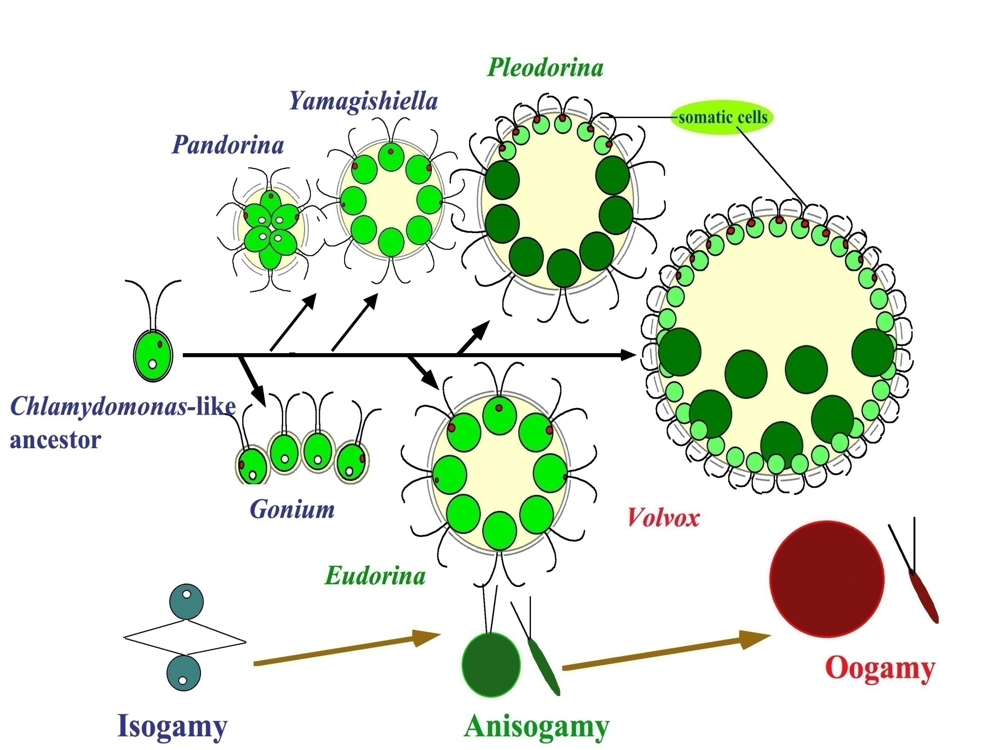 Pleodorina
Yamagishiella
somatic cells
Pandorina
Chlamydomonas-like
ancestor
Gonium
Volvox
Eudorina
Oogamy
Isogamy
Anisogamy